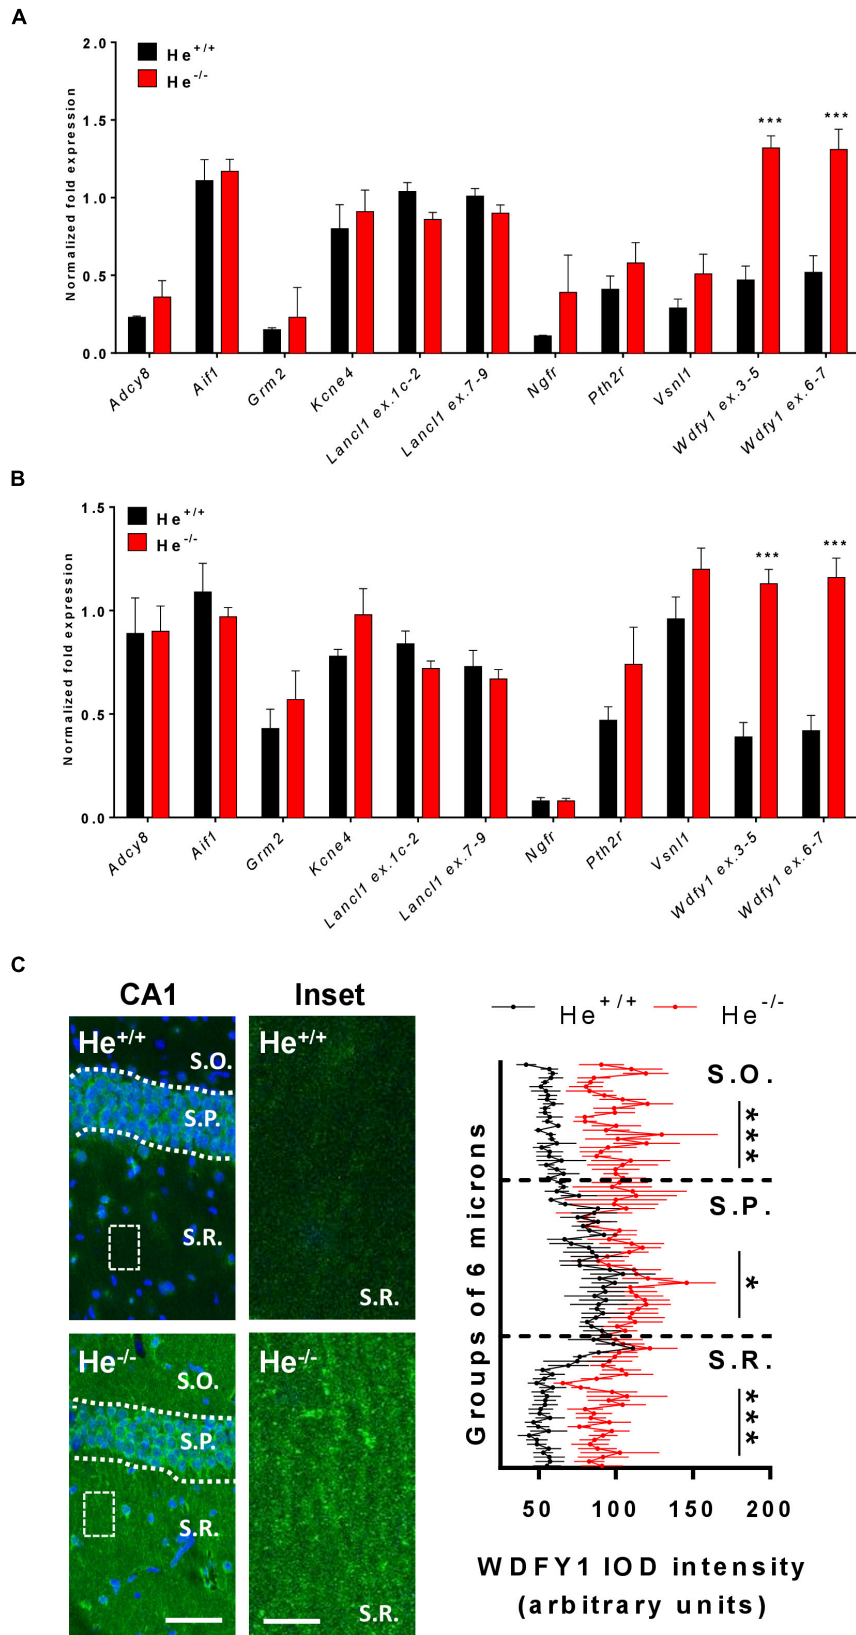 A
He+/+
He-/-
Normalized fold expression
2.0
1.5
1.0
0.5
0.0
***
***
Adcy8
Aif1
Grm2
Kcne4
Lancl1 ex.1c-2
Lancl1 ex.7-9
Ngfr
Pth2r
Vsnl1
Wdfy1 ex.3-5
Wdfy1 ex.6-7
B
He+/+
He-/-
Normalized fold expression
1.5
1.0
0.5
0.0
***
***
Adcy8
Aif1
Grm2
Kcne4
Lancl1 ex.1c-2
Lancl1 ex.7-9
Ngfr
Pth2r
Vsnl1
Wdfy1 ex.3-5
Wdfy1 ex.6-7
C
CA1
Inset
He+/+
S.O.
S.P.
S.R.
He+/+
S.R.
He-/-
S.O.
S.P.
S.R.
He-/-
S.R.
He+/+
He-/-
Groups of 6 microns
S.O.
***
S.P.
*
S.R.
***
50
100
150
200
WDFY1 IOD intensity
(arbitrary units)